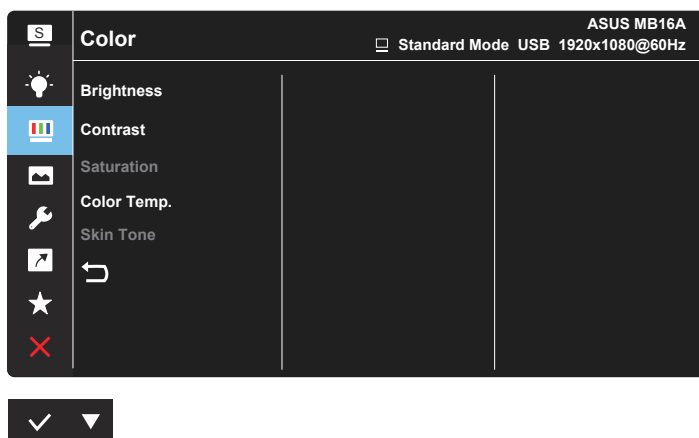 S
Color
ASUS MB16A
Standard Mode USB 1920x1080@60Hz
Brightness
Contrast
Saturation
Color Temp.
Skin Tone